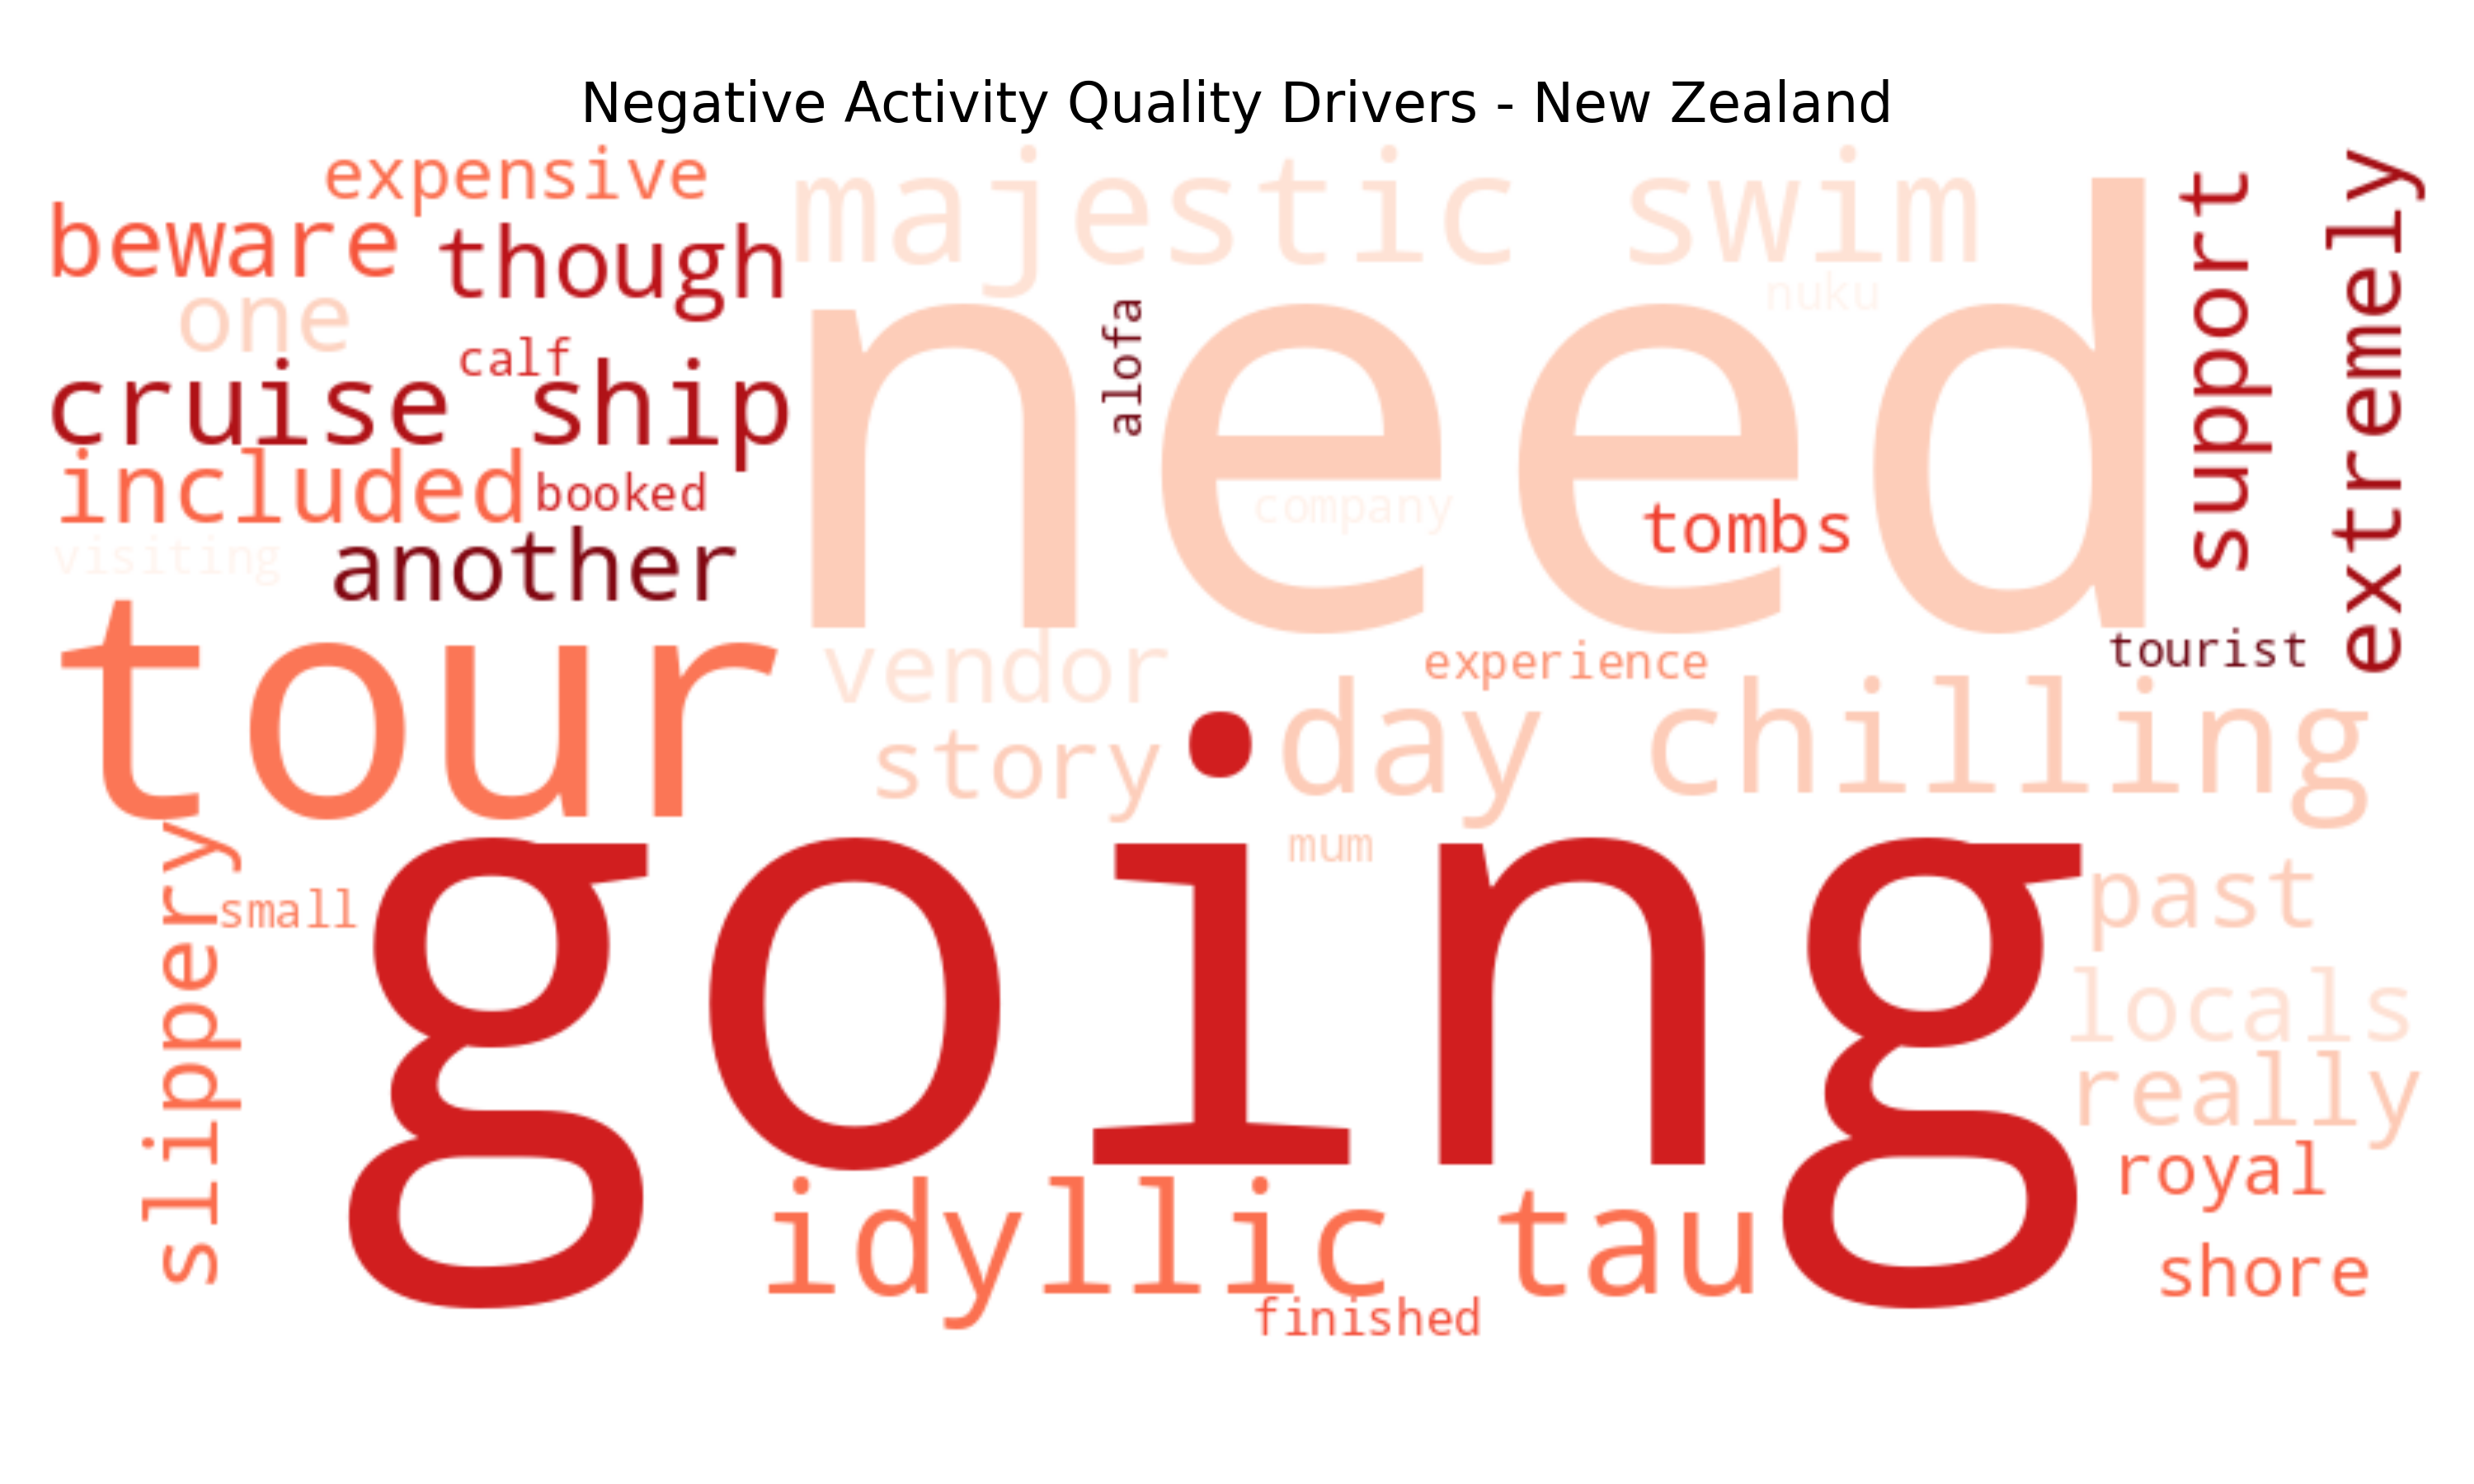 Negative Activity Quality Drivers - New Zealand
expensive
majestic swim
beware
though
one
nuku
support
extremely
calf
alofa
need
cruise ship
included
booked
company
tombs
visiting
another
tour
vendor
experience
tourist
story
day chilling
mum
slippery
small
going
past
locals
really
royal
idyllic tau
shore
finished